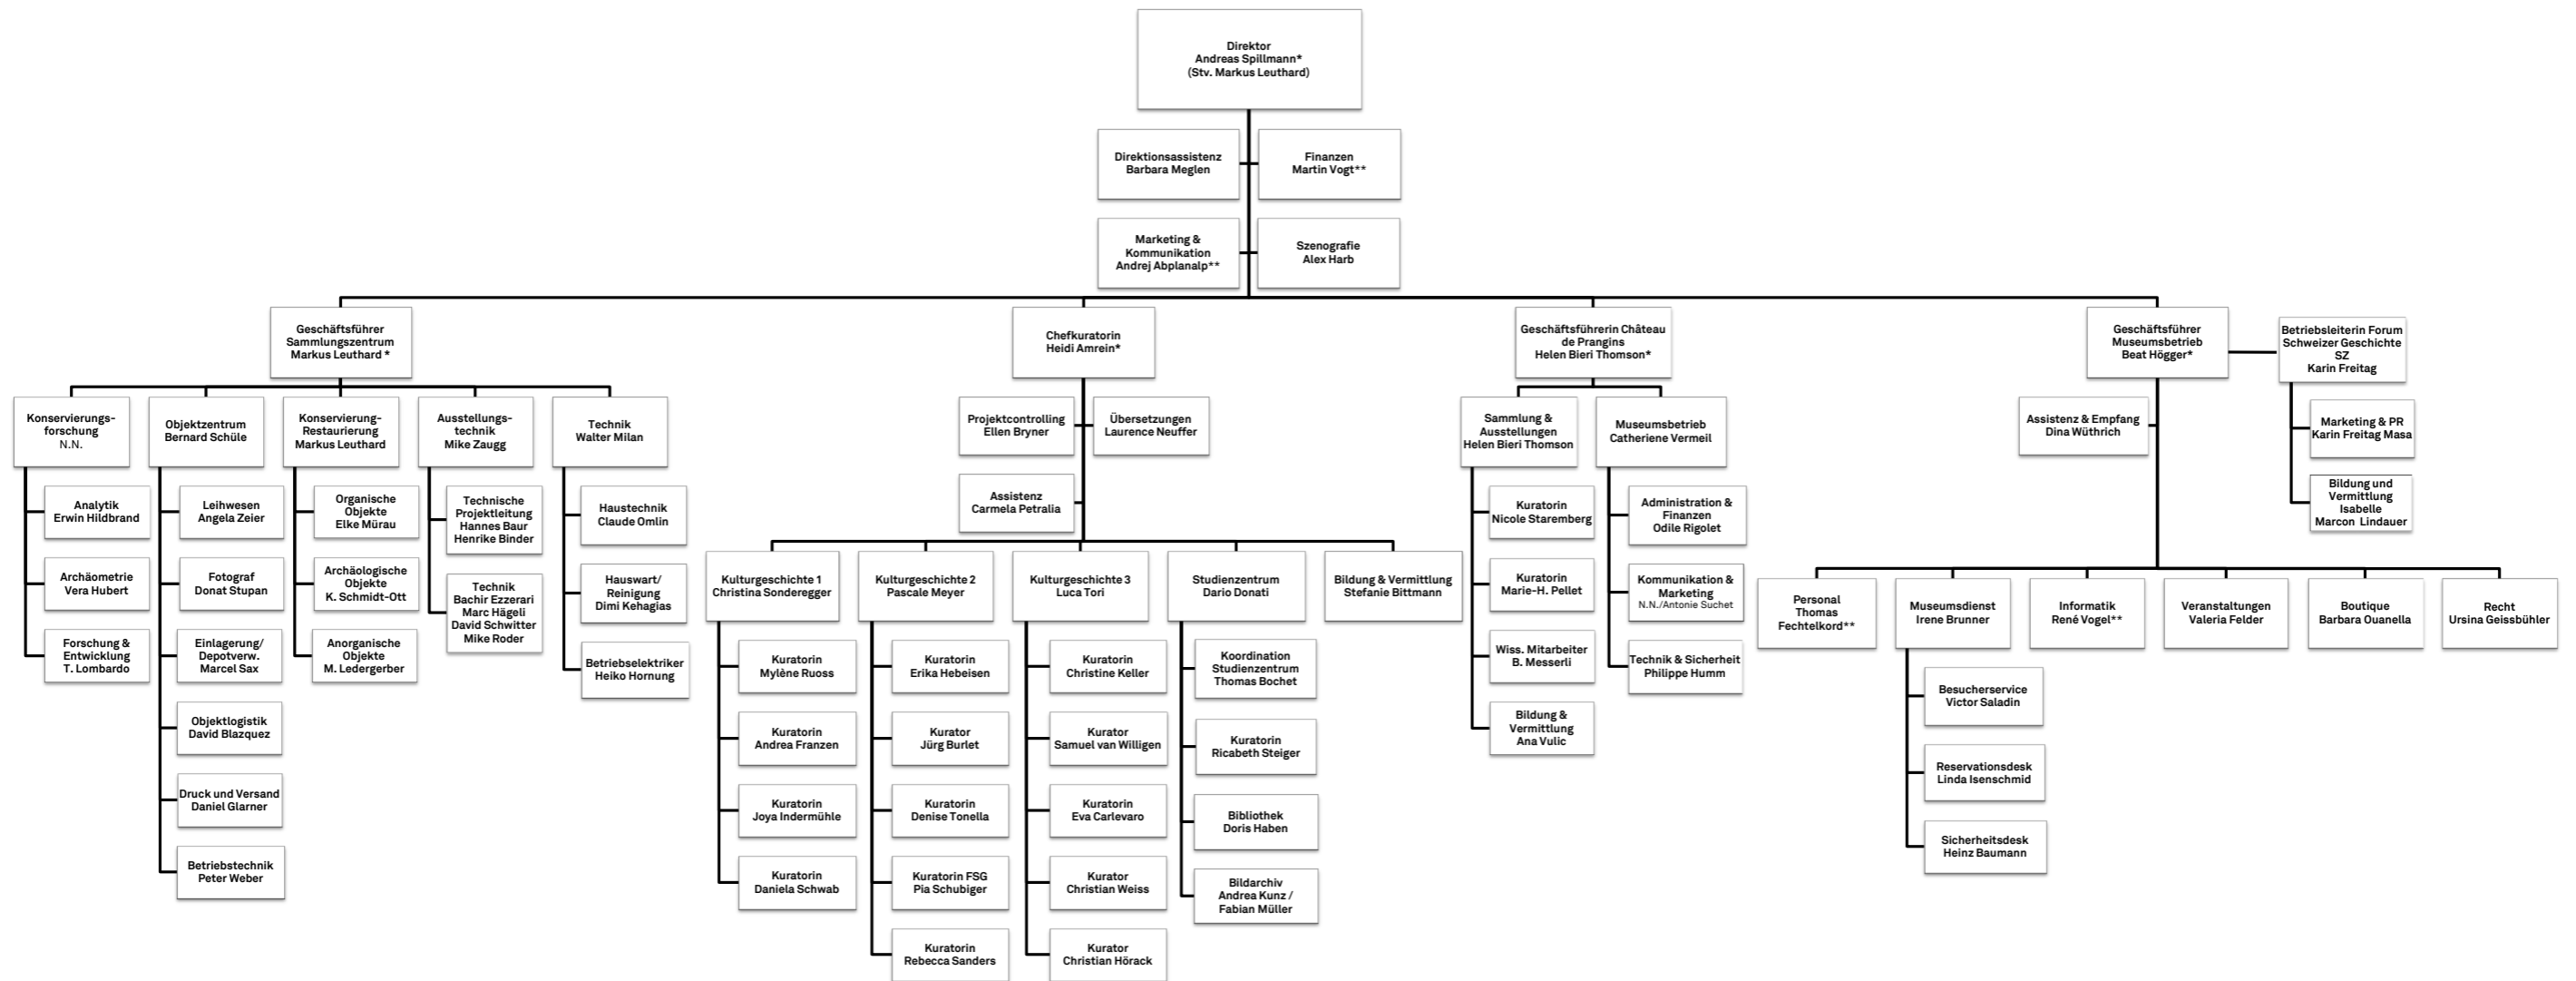 Direktor
Andreas Spillmann*
(Stv. Markus Leuthard)
Direktionsassistenz
Barbara Meglen
Finanzen
Martin Vogt**
Marketing &
Kommunikation
Andrej Abplanalp**
Szenografie
Alex Harb
Geschäftsführer
Sammlungszentrum
Markus Leuthard *
Chefkuratorin
Heidi Amrein*
Geschäftsführerin Château
de Prangins
Helen Bieri Thomson*
Geschäftsführer
Museumsbetrieb
Beat Högger*
Betriebsleiterin Forum
Schweizer Geschichte
SZ
Karin Freitag
Konservierungs-
forschung
N.N.
Objektzentrum
Bernard Schüle
Konservierung-
Restaurierung
Markus Leuthard
Ausstellungs-
technik
Mike Zaugg
Technik
Walter Milan
Projektcontrolling
Ellen Bryner
Übersetzungen
Laurence Neuffer
Sammlung &
Ausstellungen
Helen Bieri Thomson
Museumsbetrieb
Catheriene Vermeil
Assistenz & Empfang
Dina Wüthrich
Marketing & PR
Karin Freitag Masa
Analytik
Erwin Hildbrand
Leihwesen
Angela Zeier
Organische
Objekte
Elke Mürau
Technische
Projektleitung
Hannes Baur
Henrike Binder
Haustechnik
Claude Omlin
Assistenz
Carmela Petralia
Kuratorin
Nicole Staremberg
Administration &
Finanzen
Odile Rigolet
Bildung und
Vermittlung
Isabelle
Marcon Lindauer
Archäometrie
Vera Hubert
Fotograf
Donat Stupan
Archäologische
Objekte
K. Schmidt-Ott
Technik
Bachir Ezzerari
Marc Hägeli
David Schwitter
Mike Roder
Hauswart/
Reinigung
Dimi Kehagias
Kulturgeschichte 1
Christina Sonderegger
Kulturgeschichte 2
Pascale Meyer
Kulturgeschichte 3
Luca Tori
Studienzentrum
Dario Donati
Bildung & Vermittlung
Stefanie Bittmann
Kuratorin
Marie-H. Pellet
Kommunikation &
Marketing
N.N./Antonie Suchet
Personal
Thomas
Fechtelkord**
Museumsdienst
Irene Brunner
Informatik
René Vogel**
Veranstaltungen
Valeria Felder
Boutique
Barbara Ouanella
Recht
Ursina Geissbühler
Forschung &
Entwicklung
T. Lombardo
Einlagerung/
Depotverw.
Marcel Sax
Anorganische
Objekte
M. Ledergerber
Betriebselektriker
Heiko Hornung
Kuratorin
Mylène Ruoss
Kuratorin
Erika Hebeisen
Kuratorin
Christine Keller
Koordination
Studienzentrum
Thomas Bochet
Wiss. Mitarbeiter
B. Messerli
Technik & Sicherheit
Philippe Humm
Besucherservice
Victor Saladin
Objektlogistik
David Blazquez
Kuratorin
Andrea Franzen
Kurator
Jürg Burlet
Kurator
Samuel van Willigen
Kuratorin
Ricabeth Steiger
Bildung &
Vermittlung
Ana Vulic
Reservationsdesk
Linda Isenschmid
Druck und Versand
Daniel Glarner
Kuratorin
Joya Indermühle
Kuratorin
Denise Tonella
Kuratorin
Eva Carlevaro
Bibliothek
Doris Haben
Sicherheitsdesk
Heinz Baumann
Betriebstechnik
Peter Weber
Kuratorin
Daniela Schwab
Kuratorin FSG
Pia Schubiger
Kurator
Christian Weiss
Bildarchiv
Andrea Kunz /
Fabian Müller
Kuratorin
Rebecca Sanders
Kurator
Christian Hörack